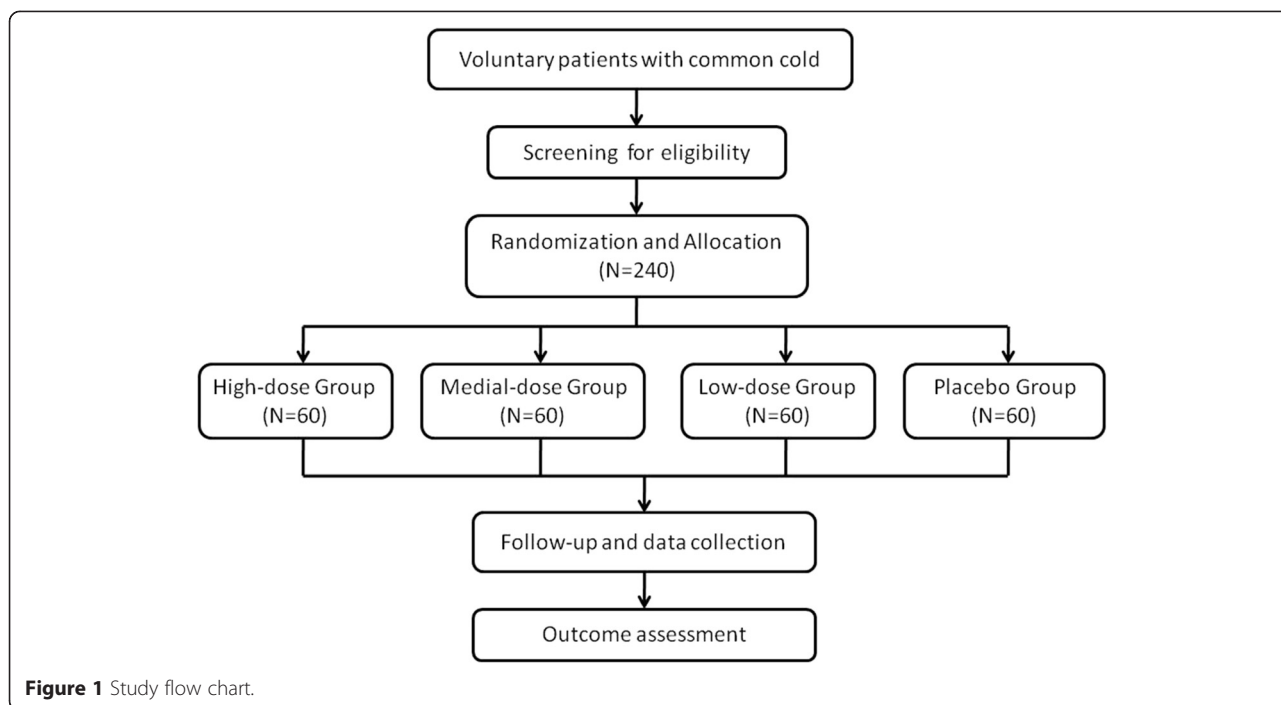 Voluntary patients with common cold
Screening for eligibility
Randomization and Allocation
(N=240)
High-dose Group
(N=60)
Medial-dose Group
(N=60)
Low-dose Group
(N=60)
Placebo Group
(N=60)
Follow-up and data collection
Outcome assessment
Figure 1 Study flow chart.